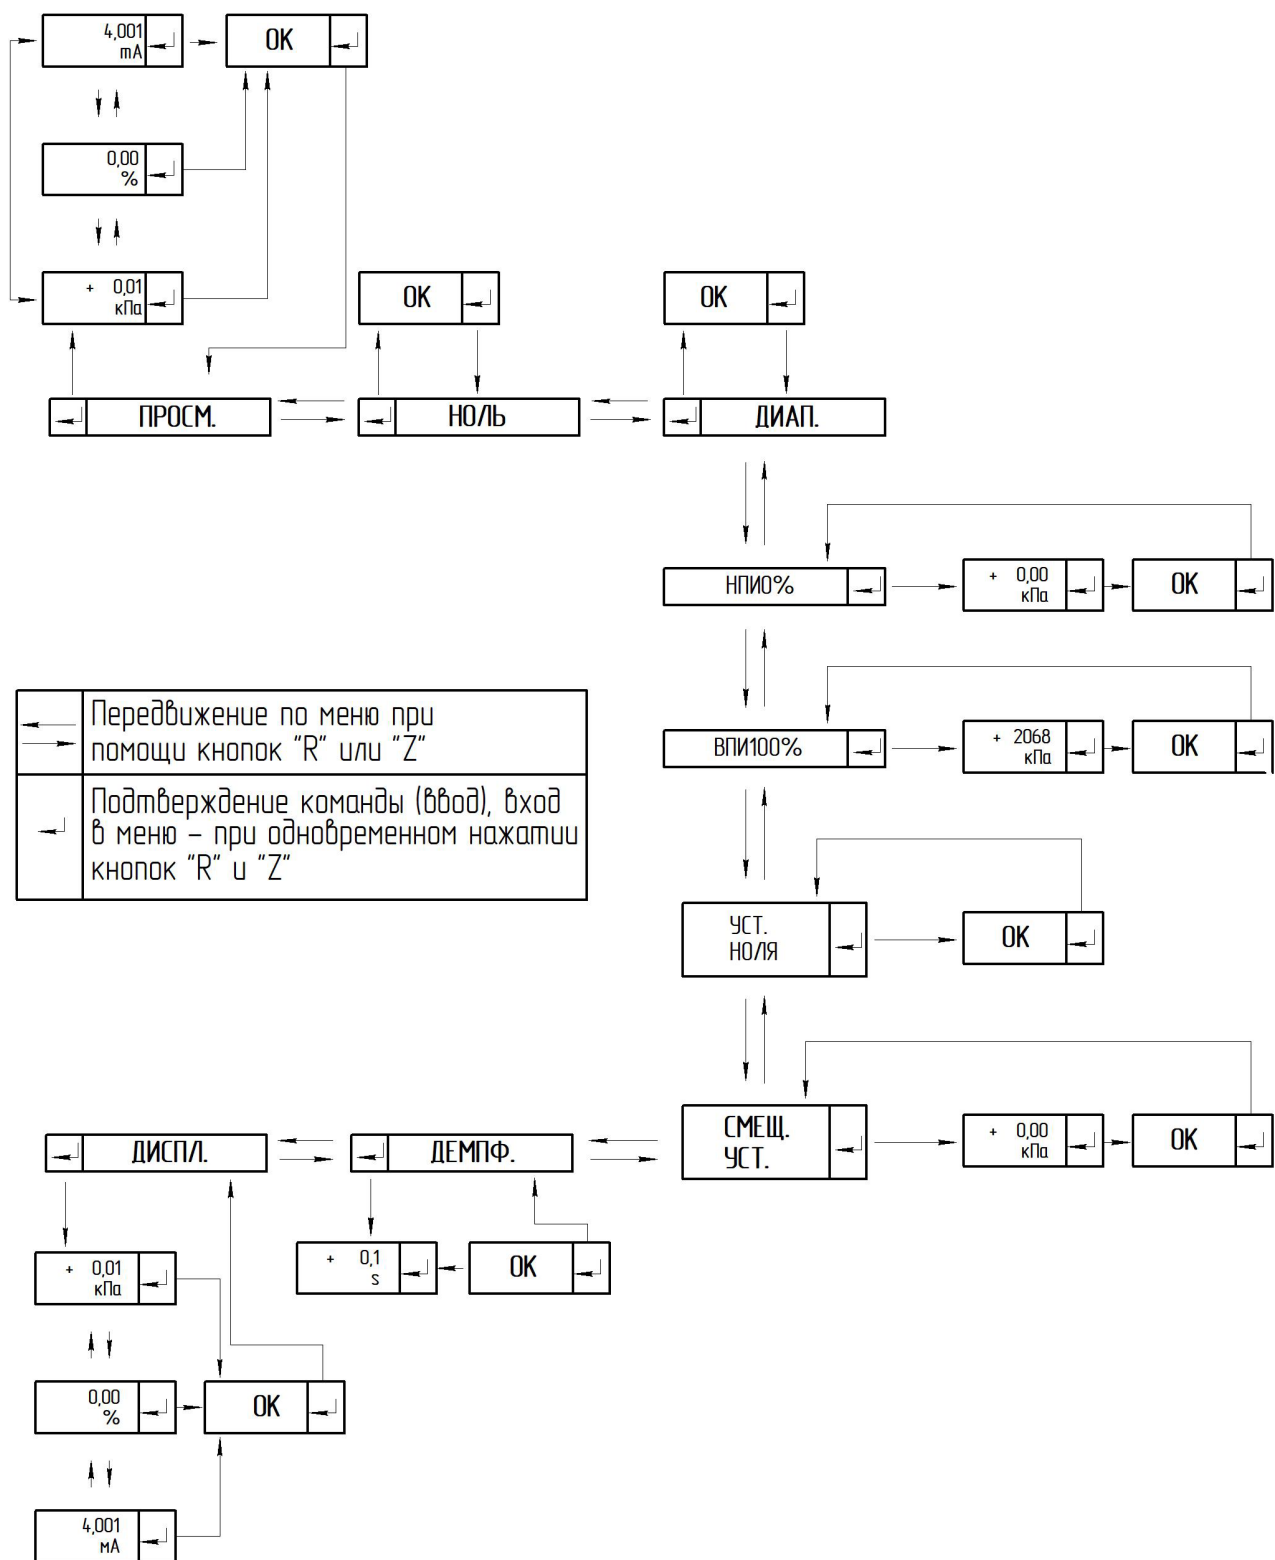 4,001
mA
OK
0,00
%
+ 0,01
кПа
OK
OK
ПРОСМ.
НОЛЬ
ДИАП.
НПИ0%
+ 0,00
кПа
OK
Передвижение по меню при
помощи кнопок "R" или "Z"
Подтверждение команды (ввод), вход
в меню – при одновременном нажатии
кнопок "R" и "Z"
ВПИ100%
+ 2068
кПа
OK
УСТ.
НОЛЯ
OK
СМЕЩ.
УСТ.
+ 0,00
кПа
OK
ДИСПЛ.
ДЕМПФ.
+ 0,1
s
OK
+ 0,01
кПа
0,00
%
OK
4,001
мА